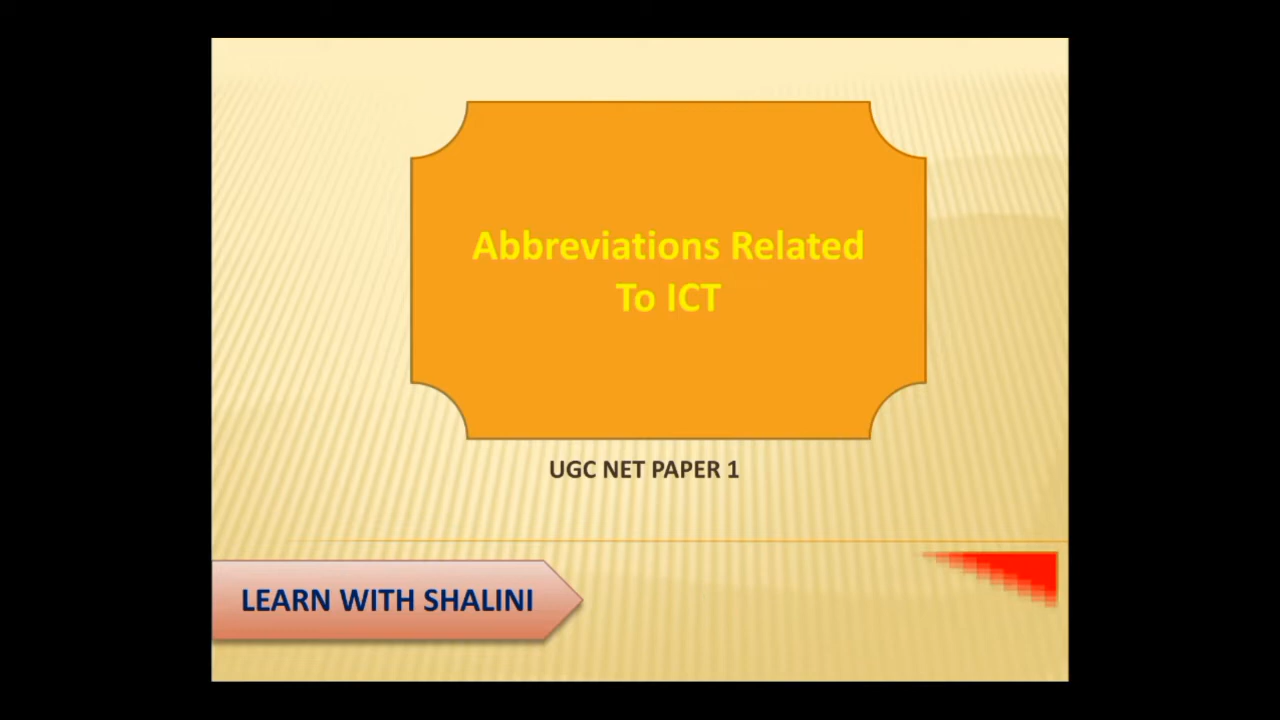 Abbreviations Related
To ICT
UGC NET PAPER 1
LEARN WITH SHALINI